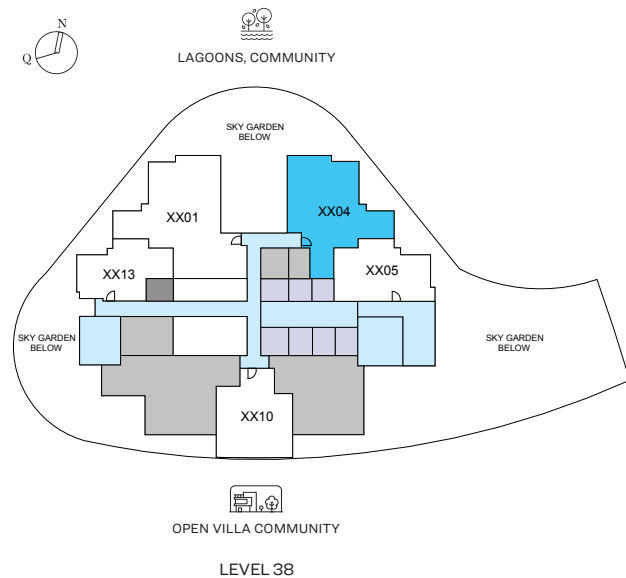 N
Q
LAGOONS, COMMUNITY
SKY GARDEN
BELOW
XX01
XX04
XX13
XX05
SKY GARDEN
BELOW
SKY GARDEN
BELOW
XX10
OPEN VILLA COMMUNITY
LEVEL 38